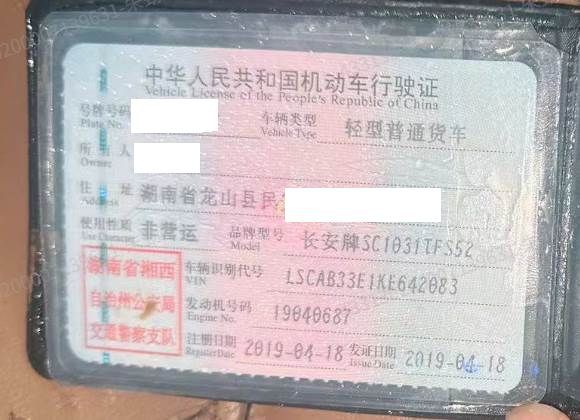 中华人民共和国机动车行驶证
Vehicle License of the People's Republic of China
号牌号码 车辆类型 轻型普通货车
Plate No. Vehicle Type
所有人
Owner
住址 湖南省龙山县民
Address
使用性质 非营运 品牌型号 长安牌SC1031TFS52
Use Character Model
湖南省湘西 车辆识别代号 LSCAB33E1KE642083
VIN
自治州公安局 发动机号码 19040687
Engine No.
交通警察支队 注册日期 2019-04-18 发证日期 2019-04-18
Register Date Issue Date